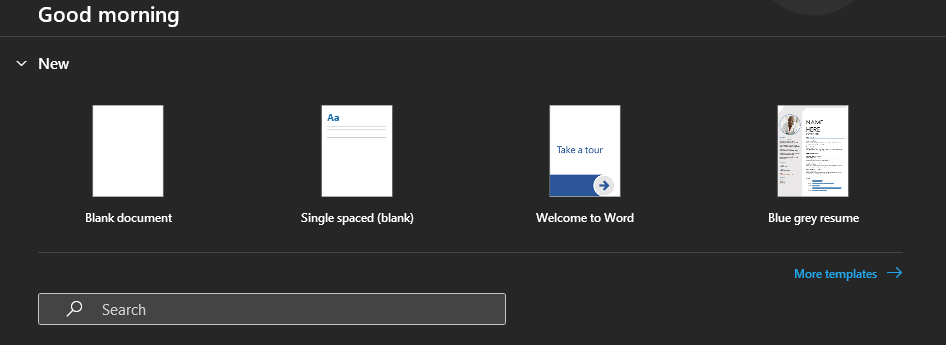 Good morning
New
Aa
Take a tour
NAME
HERE
Blank document
Single spaced (blank)
Welcome to Word
Blue grey resume
More templates
Search